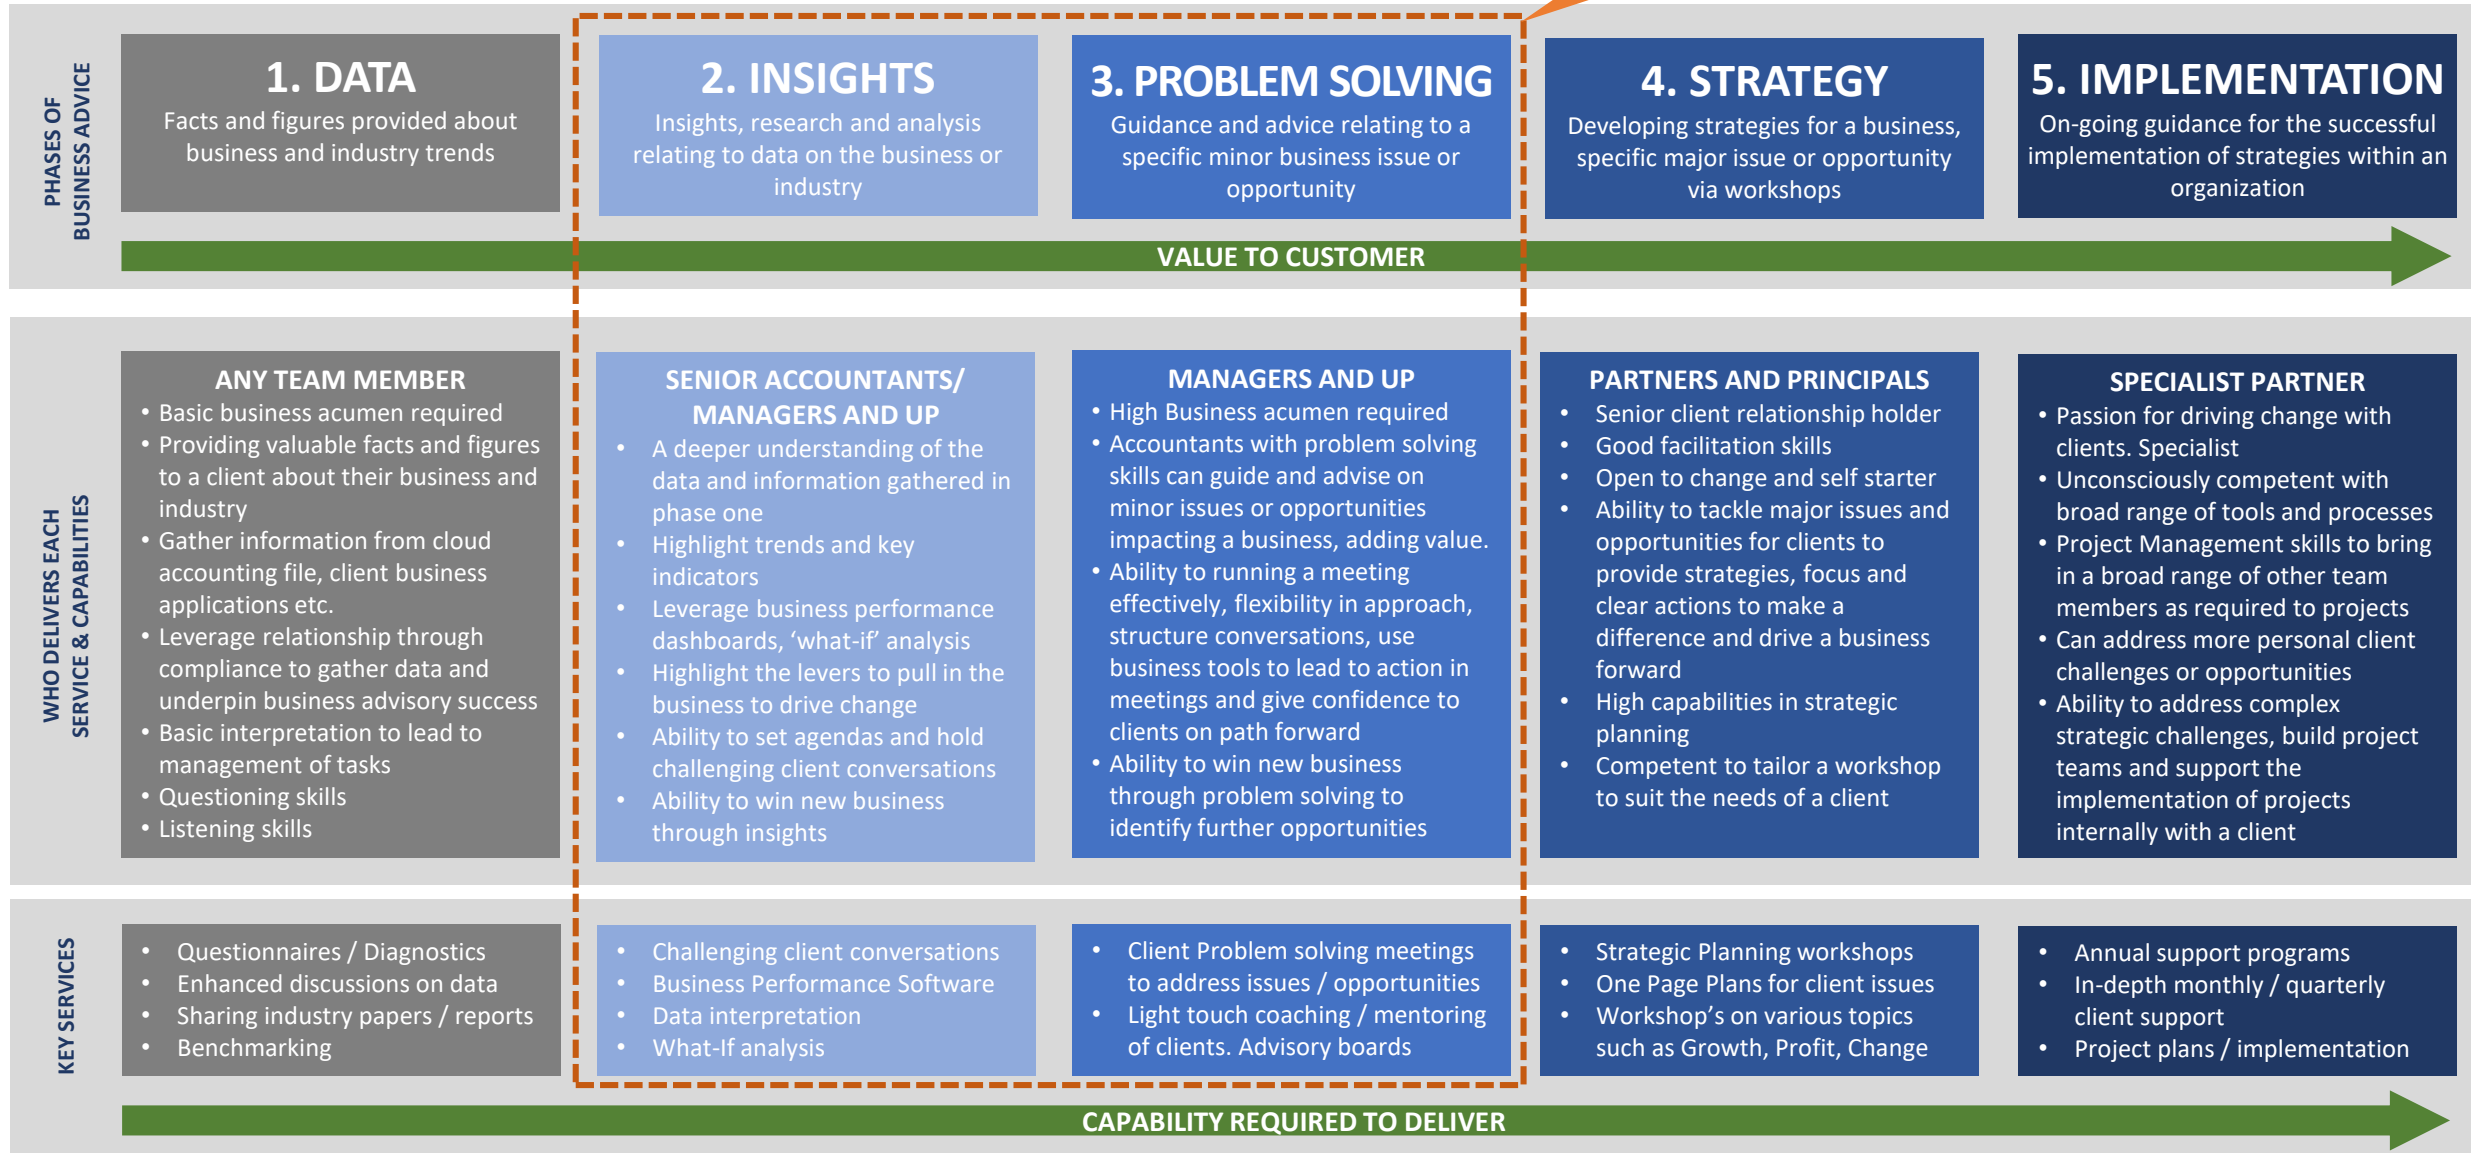 PHASES OF
BUSINESS ADVICE
1. DATA
Facts and figures provided about
business and industry trends
2. INSIGHTS
Insights, research and analysis
relating to data on the business or
industry
3. PROBLEM SOLVING
Guidance and advice relating to a
specific minor business issue or
opportunity
4. STRATEGY
Developing strategies for a business,
specific major issue or opportunity
via workshops
5. IMPLEMENTATION
On-going guidance for the successful
implementation of strategies within an
organization
VALUE TO CUSTOMER
WHO DELIVERS EACH
SERVICE & CAPABILITIES
ANY TEAM MEMBER
• Basic business acumen required
• Providing valuable facts and figures
to a client about their business and
industry
• Gather information from cloud
accounting file, client business
applications etc.
• Leverage relationship through
compliance to gather data and
underpin business advisory success
• Basic interpretation to lead to
management of tasks
• Questioning skills
• Listening skills
SENIOR ACCOUNTANTS/
MANAGERS AND UP
• A deeper understanding of the
data and information gathered in
phase one
• Highlight trends and key
indicators
• Leverage business performance
dashboards, ‘what-if’ analysis
• Highlight the levers to pull in the
business to drive change
• Ability to set agendas and hold
challenging client conversations
• Ability to win new business
through insights
MANAGERS AND UP
• High Business acumen required
• Accountants with problem solving
skills can guide and advise on
minor issues or opportunities
impacting a business, adding value.
• Ability to running a meeting
effectively, flexibility in approach,
structure conversations, use
business tools to lead to action in
meetings and give confidence to
clients on path forward
• Ability to win new business
through problem solving to
identify further opportunities
PARTNERS AND PRINCIPALS
• Senior client relationship holder
• Good facilitation skills
• Open to change and self starter
• Ability to tackle major issues and
opportunities for clients to
provide strategies, focus and
clear actions to make a
difference and drive a business
forward
• High capabilities in strategic
planning
• Competent to tailor a workshop
to suit the needs of a client
SPECIALIST PARTNER
• Passion for driving change with
clients. Specialist
• Unconsciously competent with
broad range of tools and processes
• Project Management skills to bring
in a broad range of other team
members as required to projects
• Can address more personal client
challenges or opportunities
• Ability to address complex
strategic challenges, build project
teams and support the
implementation of projects
internally with a client
KEY SERVICES
• Questionnaires / Diagnostics
• Enhanced discussions on data
• Sharing industry papers / reports
• Benchmarking
• Challenging client conversations
• Business Performance Software
• Data interpretation
• What-If analysis
• Client Problem solving meetings
to address issues / opportunities
• Light touch coaching / mentoring
of clients. Advisory boards
• Strategic Planning workshops
• One Page Plans for client issues
• Workshop’s on various topics
such as Growth, Profit, Change
• Annual support programs
• In-depth monthly / quarterly
client support
• Project plans / implementation
CAPABILITY REQUIRED TO DELIVER